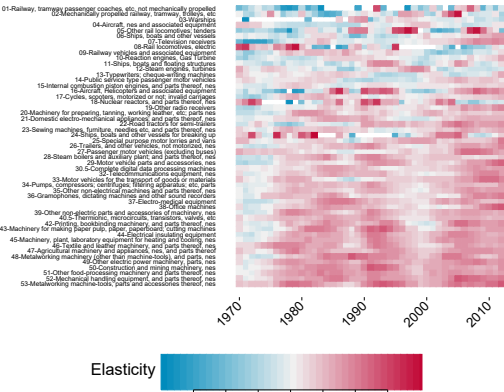 01-Railway, tramway passenger coaches, etc, not mechanically propelled
02-Mechanically propelled railway, tramway, trolleys, etc
03-Warships
04-Aircraft, nes and associated equipment
05-Other rail locomotives; tenders
06-Ships, boats and other vessels
07-Television receivers
08-Rail locomotives, electric
09-Railway vehicles and associated equipment
10-Reaction engines, Gas Turbine
11-Ships, boats and floating structures
12-Steam engines, turbines
13-Typewriters; cheque-writing machines
14-Public service type passenger motor vehicles
15-Internal combustion piston engines, and parts thereof, nes
16-Aircraft, Helicopters and associated equipment
17-Cycles, scooters, motorized or not; invalid carriages
18-Nuclear reactors, and parts thereof, nes
19-Other radio receivers
20-Machinery for preparing, tanning, working leather, etc; parts nes
21-Domestic electro-mechanical appliances; and parts thereof, nes
22-Road tractors for semi-trailers
23-Sewing machines, furniture, needles etc; and parts thereof, nes
24-Ships, boats and other vessels for breaking up
25-Special purpose motor lorries and vans
26-Trailers, and other vehicles, not motorized, nes
27-Passenger motor vehicles (excluding buses)
28-Steam boilers and auxiliary plant; and parts thereof, nes
29-Motor vehicle parts and accessories, nes
30.5-Complete digital data processing machines
32-Telecommunications equipment, nes
33-Motor vehicles for the transport of goods or materials
34-Pumps, compressors; centrifuges; filtering apparatus; etc, parts
35-Other non-electrical machines and parts thereof, nes
36-Gramophones, dictating machines and other sound recorders
37-Electro-medical equipment
38-Office machines
39-Other non-electric parts and accessories of machinery, nes
40.5-Thermionic, microcircuits, transistors, valves, etc
42-Printing, bookbinding machinery, and parts thereof, nes
43-Machinery for making paper pulp, paper, paperboard; cutting machines
44-Electrical insulating equipment
45-Machinery, plant, laboratory equipment for heating and cooling, nes
46-Textile and leather machinery, and parts thereof, nes
47-Agricultural machinery and appliances, nes, and parts thereof
48-Metalworking machinery (other than machine-tools), and parts, nes
49-Other electric power machinery, parts, nes
50-Construction and mining machinery, nes
51-Other food-processing machinery and parts thereof, nes
52-Mechanical handling equipment, and parts thereof, nes
53-Metalworking machine-tools, parts and accessories thereof, nes
1970 1980 1990 2000 2010
Elasticity